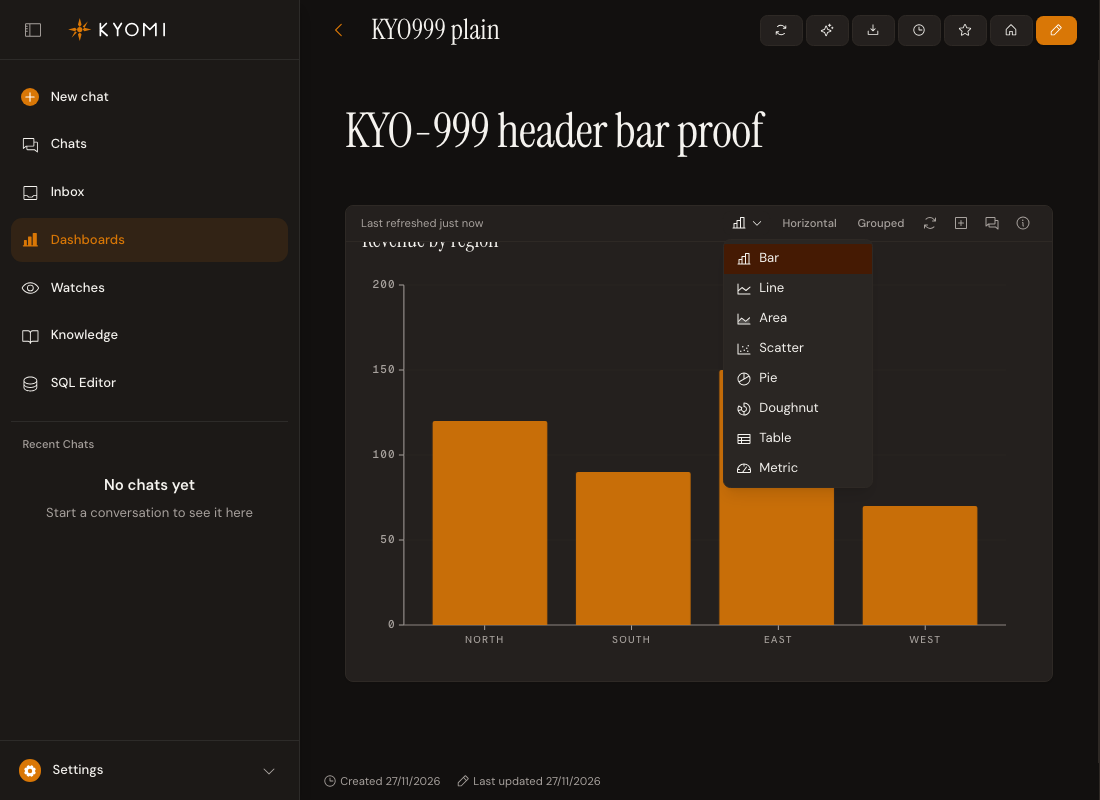 KYOMI
New chat
Chats
Inbox
Dashboards
Watches
Knowledge
SQL Editor
Recent Chats
No chats yet
Start a conversation to see it here
Settings
KYO999 plain
KYO-999 header bar proof
Last refreshed just now
Horizontal
Grouped
Revenue by region
Bar
Line
Area
Scatter
Pie
Doughnut
Table
Metric
200
150
100
50
0
NORTH
SOUTH
EAST
WEST
Created 27/11/2026
Last updated 27/11/2026